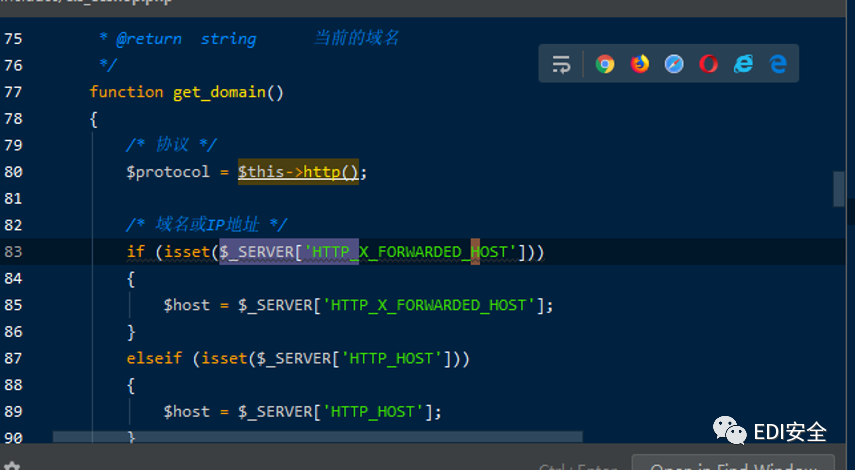 75 * @return string 当前的域名
76 */
77 function get_domain()
78 {
79 /* 协议 */
80 $protocol = $this->http();
81
82 /* 域名或IP地址 */
83 if (isset($_SERVER['HTTP_X_FORWARDED_HOST']))
84 {
85 $host = $_SERVER['HTTP_X_FORWARDED_HOST'];
86 }
87 elseif (isset($_SERVER['HTTP_HOST']))
88 {
89 $host = $_SERVER['HTTP_HOST'];
90 }
EDI安全
Ctrl+Enter Open in Find Window